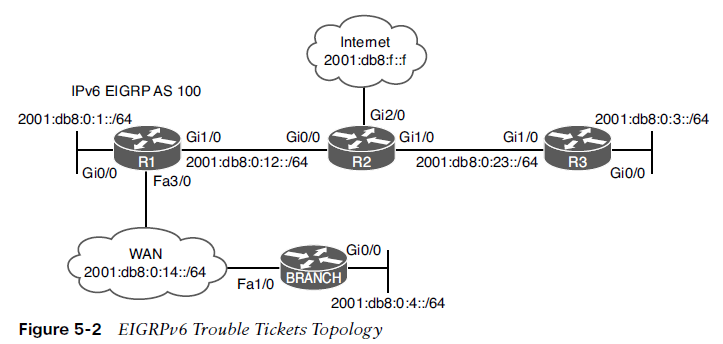 Internet
2001:db8:f::f
IPv6 EIGRP AS 100
2001:db8:0:1::/64
Gi2/0
2001:db8:0:3::/64
Gi1/0
Gi0/0
Gi1/0
Gi1/0
R1
2001:db8:0:12::/64
R2
2001:db8:0:23::/64
R3
Gi0/0
Fa3/0
Gi0/0
WAN
2001:db8:0:14::/64
Gi0/0
Fa1/0
BRANCH
2001:db8:0:4::/64
Figure 5-2 EIGRPv6 Trouble Tickets Topology